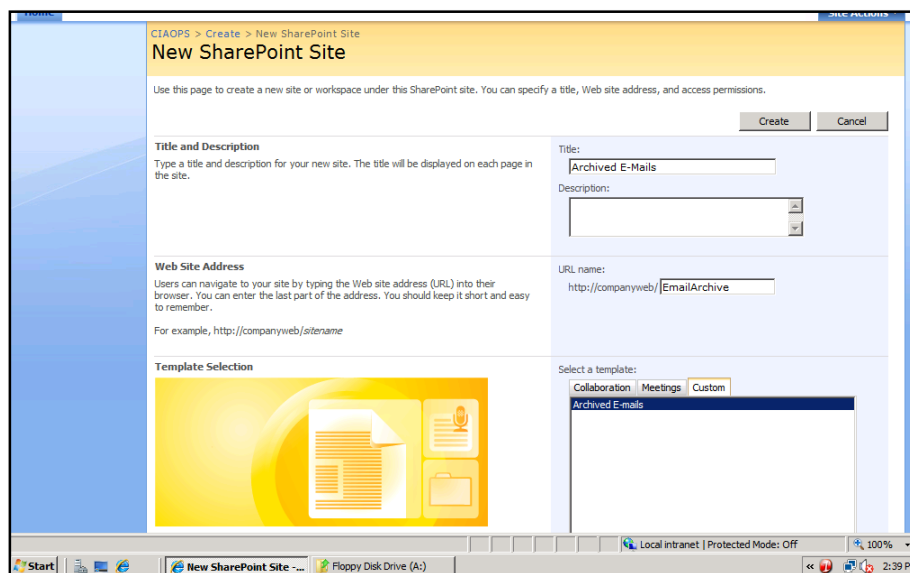 Home
Site Actions
CIAOPS > Create > New SharePoint Site
New SharePoint Site
Use this page to create a new site or workspace under this SharePoint site. You can specify a title, Web site address, and access permissions.
Create Cancel
Title and Description
Type a title and description for your new site. The title will be displayed on each page in
the site.
Title:
Archived E-Mails
Description:
Web Site Address
Users can navigate to your site by typing the Web site address (URL) into their
browser. You can enter the last part of the address. You should keep it short and easy
to remember.
For example, http://companyweb/sitename
URL name:
http://companyweb/ EmailArchive
Template Selection
Select a template:
Collaboration Meetings Custom
Archived E-mails
Local intranet | Protected Mode: Off
100%
Start
New SharePoint Site -...
Floppy Disk Drive (A:)
2:39 P